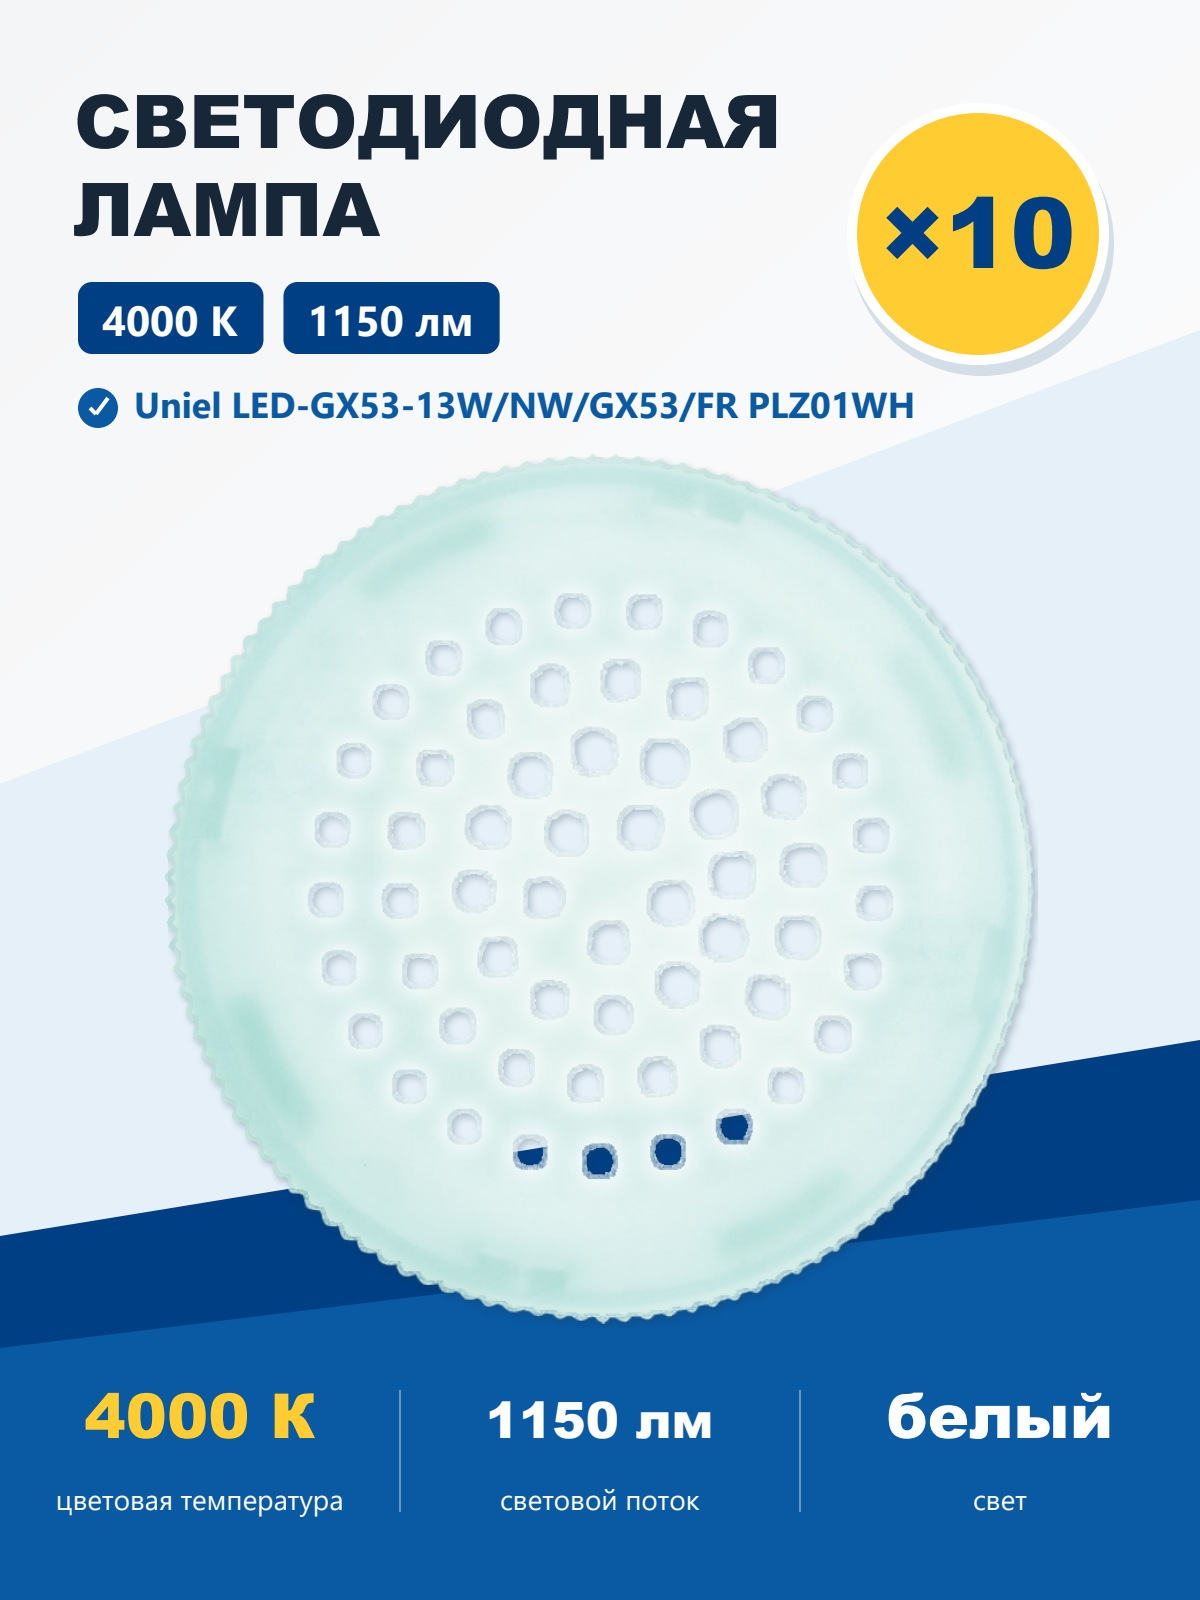 СВЕТОДИОДНАЯ
ЛАМПА
×10
4000 К
1150 лм
Uniel LED-GX53-13W/NW/GX53/FR PLZ01WH
4000 К
1150 лм
белый
цветовая температура
световой поток
свет